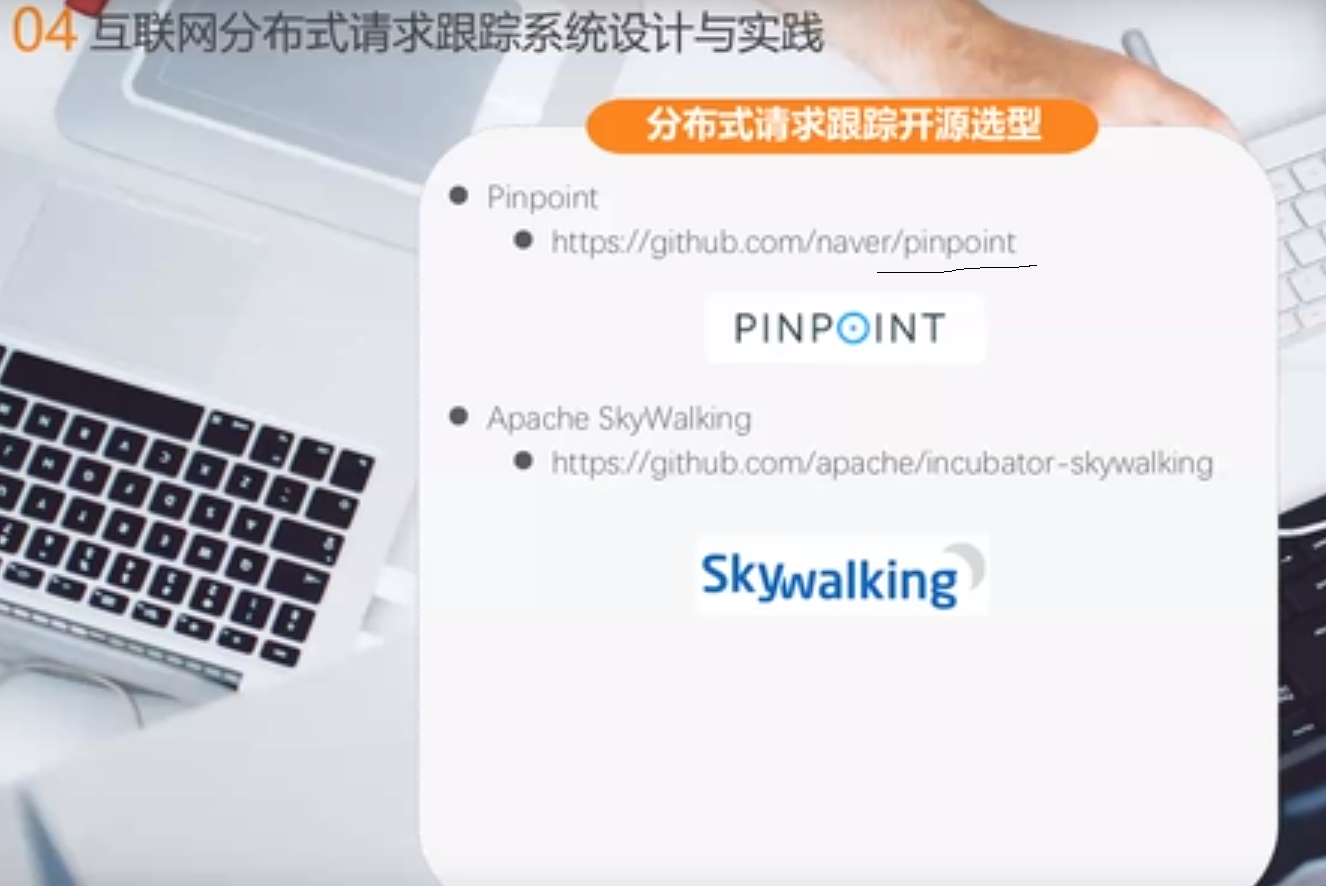 04 互联网分布式请求跟踪系统设计与实践
分布式请求跟踪开源选型
Pinpoint
https://github.com/naver/pinpoint
PINPOINT
Apache SkyWalking
https://github.com/apache/incubator-skywalking
Skywalking